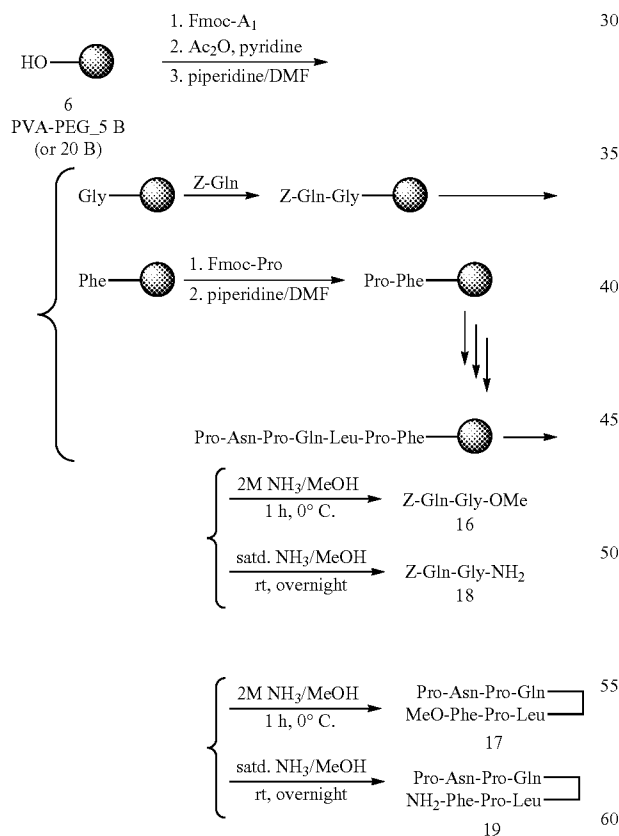 1. Fmoc-A₁
30
2. Ac₂O, pyridine
HO
3. piperidine/DMF
6
PVA-PEG_5 B
(or 20 B)
35
Gly
Z-Gln
Z-Gln-Gly
Phe
1. Fmoc-Pro
2. piperidine/DMF
Pro-Phe
40
45
Pro-Asn-Pro-Gln-Leu-Pro-Phe
2M NH₃/MeOH
1 h, 0° C.
Z-Gln-Gly-OMe
16
50
satd. NH₃/MeOH
rt, overnight
Z-Gln-Gly-NH₂
18
55
2M NH₃/MeOH
1 h, 0° C.
Pro-Asn-Pro-Gln
MeO-Phe-Pro-Leu
17
satd. NH₃/MeOH
rt, overnight
Pro-Asn-Pro-Gln
NH₂-Phe-Pro-Leu
19
60